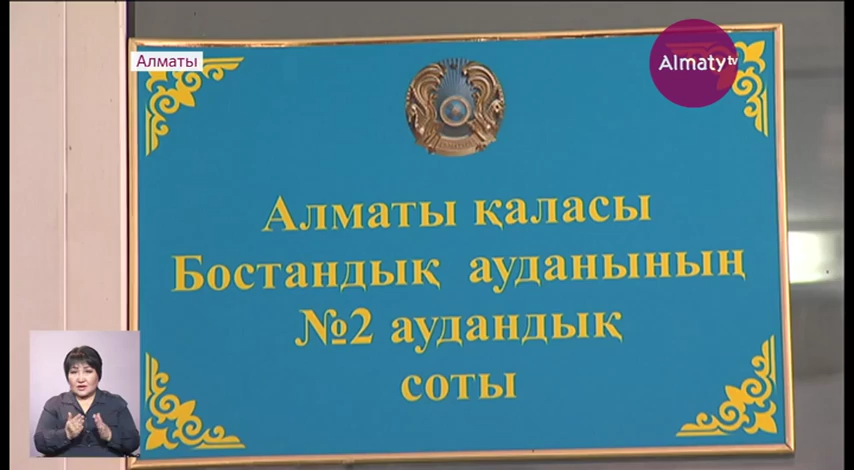 Алматы
Almaty tv
Алматы қаласы
Бостандық ауданының
№2 аудандық
соты